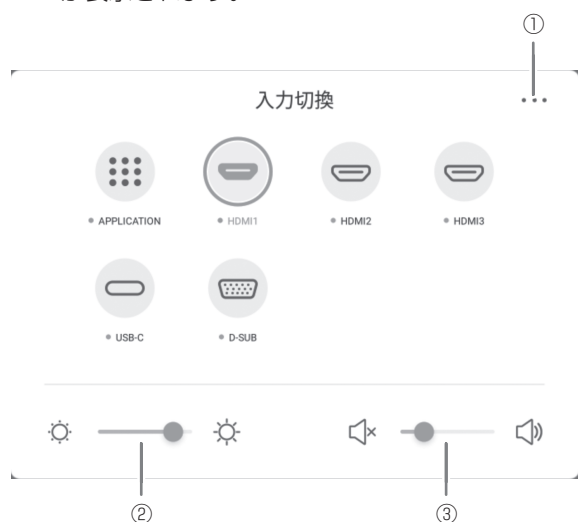 ①
入力切換
APPLICATION
HDMI1
HDMI2
HDMI3
USB-C
D-SUB
②
③